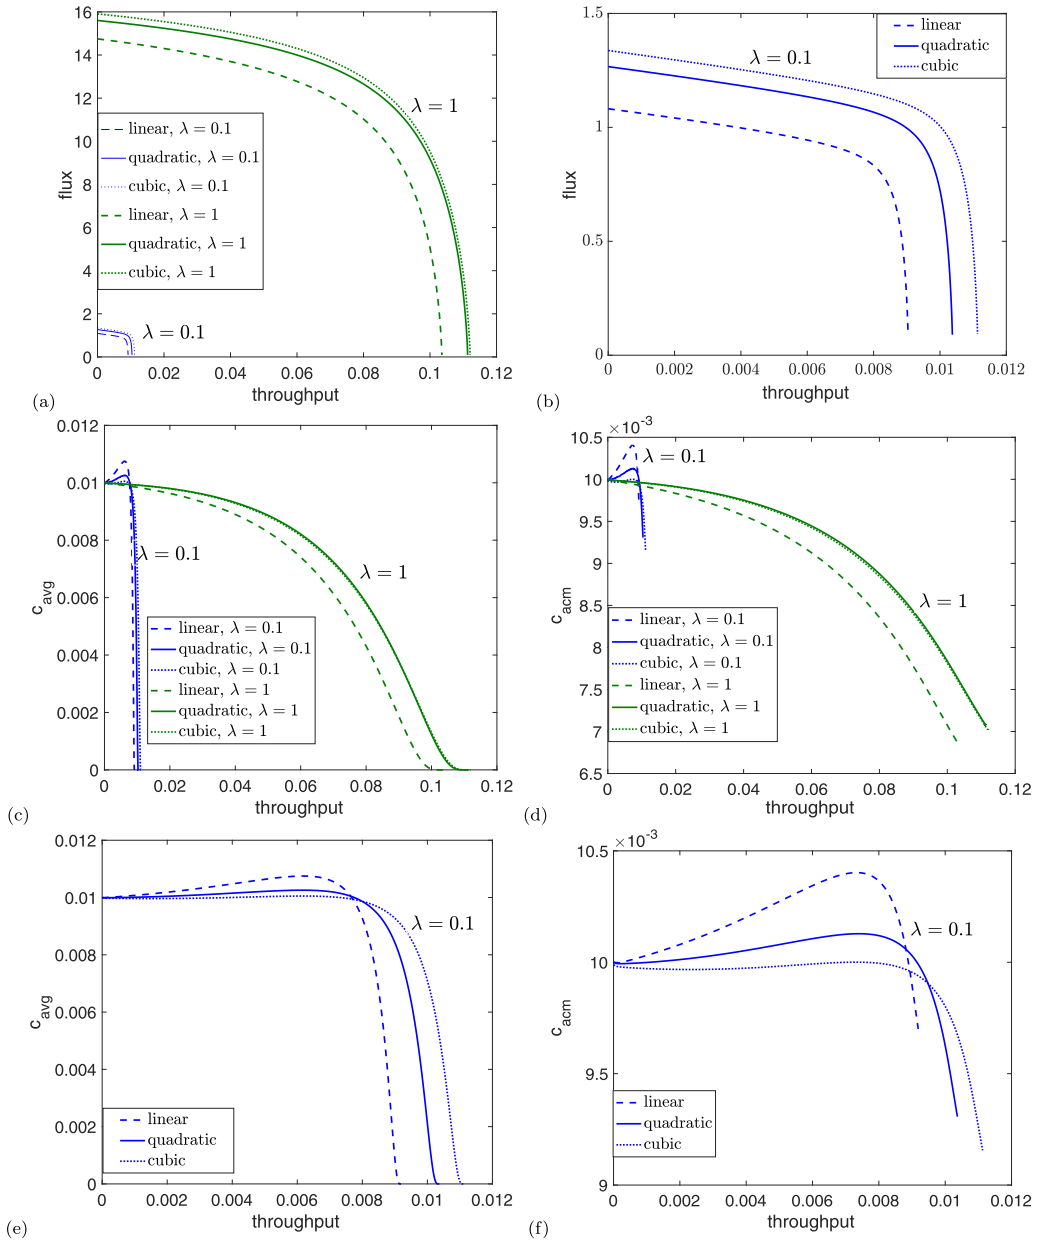 16
14
12
10
8
6
4
2
0
flux
λ = 1
linear, λ = 0.1
quadratic, λ = 0.1
cubic, λ = 0.1
linear, λ = 1
quadratic, λ = 1
cubic, λ = 1
λ = 0.1
0 0.02 0.04 0.06 0.08 0.1 0.12
throughput
(a)
1.5
1
0.5
0
flux
λ = 0.1
linear
quadratic
cubic
0 0.002 0.004 0.006 0.008 0.01 0.012
throughput
(b)
0.012
0.01
0.008
0.006
0.004
0.002
0
c_avg
λ = 0.1
λ = 1
linear, λ = 0.1
quadratic, λ = 0.1
cubic, λ = 0.1
linear, λ = 1
quadratic, λ = 1
cubic, λ = 1
0 0.02 0.04 0.06 0.08 0.1 0.12
throughput
(c)
×10^-3
10.5
10
9.5
9
8.5
8
7.5
7
6.5
c_acm
λ = 0.1
λ = 1
linear, λ = 0.1
quadratic, λ = 0.1
cubic, λ = 0.1
linear, λ = 1
quadratic, λ = 1
cubic, λ = 1
0 0.02 0.04 0.06 0.08 0.1 0.12
throughput
(d)
0.012
0.01
0.008
0.006
0.004
0.002
0
c_avg
λ = 0.1
linear
quadratic
cubic
0 0.002 0.004 0.006 0.008 0.01 0.012
throughput
(e)
×10^-3
10.5
10
9.5
9
c_acm
λ = 0.1
linear
quadratic
cubic
0 0.002 0.004 0.006 0.008 0.01 0.012
throughput
(f)